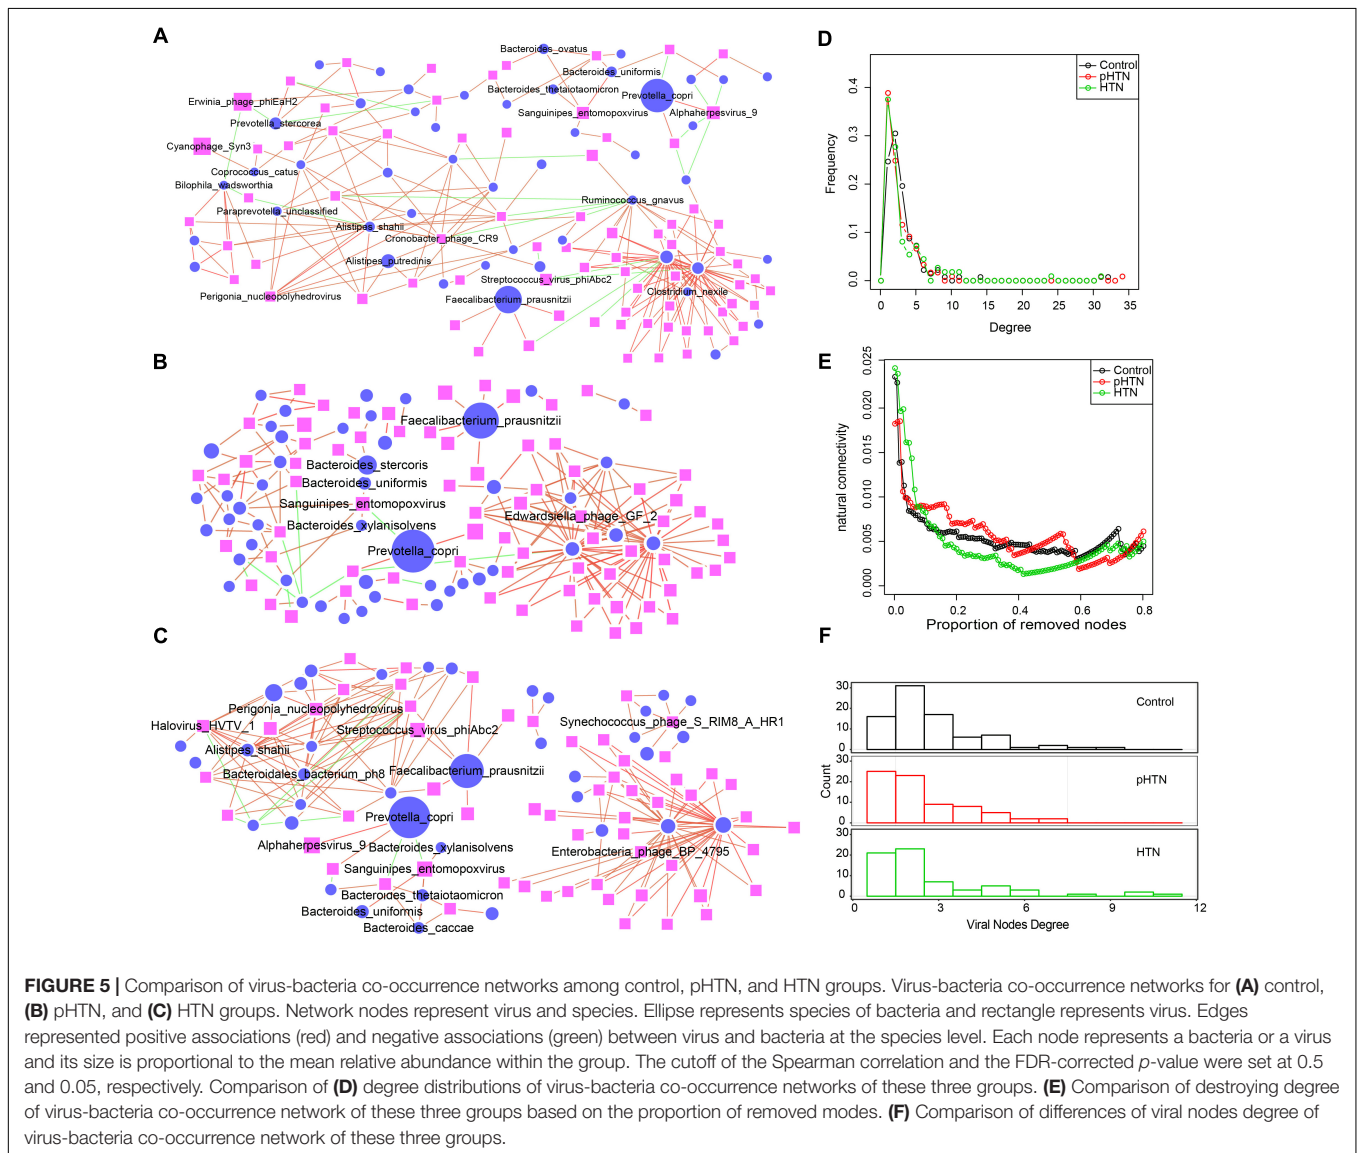 A
Bacteroides_ovatus
Bacteroides_uniformis
Bacteroides_thetaiotaomicron
Prevotella_copri
Erwinia_phage_phiEaH2
Sanguinipes_entomopoxvirus
Alphaherpesvirus_9
Prevotella_stercorea
Cyanophage_Syn3
Coprococcus_catus
Bilophila_wadsworthia
Ruminococcus_gnavus
Paraprevotella_unclassified
Alistipes_shahii
Cronobacter_phage_CR9
Alistipes_putredinis
Streptococcus_virus_phiAbc2
Clostridium_nexile
Perigonia_nucleopolyhedrovirus
Faecalibacterium_prausnitzii
B
Faecalibacterium_prausnitzii
Bacteroides_stercoris
Bacteroides_uniformis
Sanguinipes_entomopoxvirus
Edwardsiella_phage_GF_2
Bacteroides_xylanisolvens
Prevotella_copri
C
Perigonia_nucleopolyhedrovirus
Halovirus_HVTV_1
Streptococcus_virus_phiAbc2
Synechococcus_phage_S_RIM8_A_HR1
Alistipes_shahii
Bacteroidales_bacterium_ph8
Faecalibacterium_prausnitzii
Prevotella_copri
Alphaherpesvirus_9
Bacteroides_xylanisolvens
Enterobacteria_phage_BP_4795
Sanguinipes_entomopoxvirus
Bacteroides_thetaiotaomicron
Bacteroides_uniformis
Bacteroides_caccae
D
Control
pHTN
HTN
Frequency
0.4
0.3
0.2
0.1
0.0
0 5 10 15 20 25 30 35
Degree
E
Control
pHTN
HTN
natural connectivity
0.025
0.020
0.015
0.010
0.005
0.000
0.0 0.2 0.4 0.6 0.8
Proportion of removed nodes
F
Count
30
20
10
0
Control
30
20
10
0
pHTN
30
20
10
0
HTN
0 3 6 9 12
Viral Nodes Degree
FIGURE 5 | Comparison of virus-bacteria co-occurrence networks among control, pHTN, and HTN groups. Virus-bacteria co-occurrence networks for (A) control,
(B) pHTN, and (C) HTN groups. Network nodes represent virus and species. Ellipse represents species of bacteria and rectangle represents virus. Edges
represented positive associations (red) and negative associations (green) between virus and bacteria at the species level. Each node represents a bacteria or a virus
and its size is proportional to the mean relative abundance within the group. The cutoff of the Spearman correlation and the FDR-corrected p-value were set at 0.5
and 0.05, respectively. Comparison of (D) degree distributions of virus-bacteria co-occurrence networks of these three groups. (E) Comparison of destroying degree
of virus-bacteria co-occurrence network of these three groups based on the proportion of removed modes. (F) Comparison of differences of viral nodes degree of
virus-bacteria co-occurrence network of these three groups.